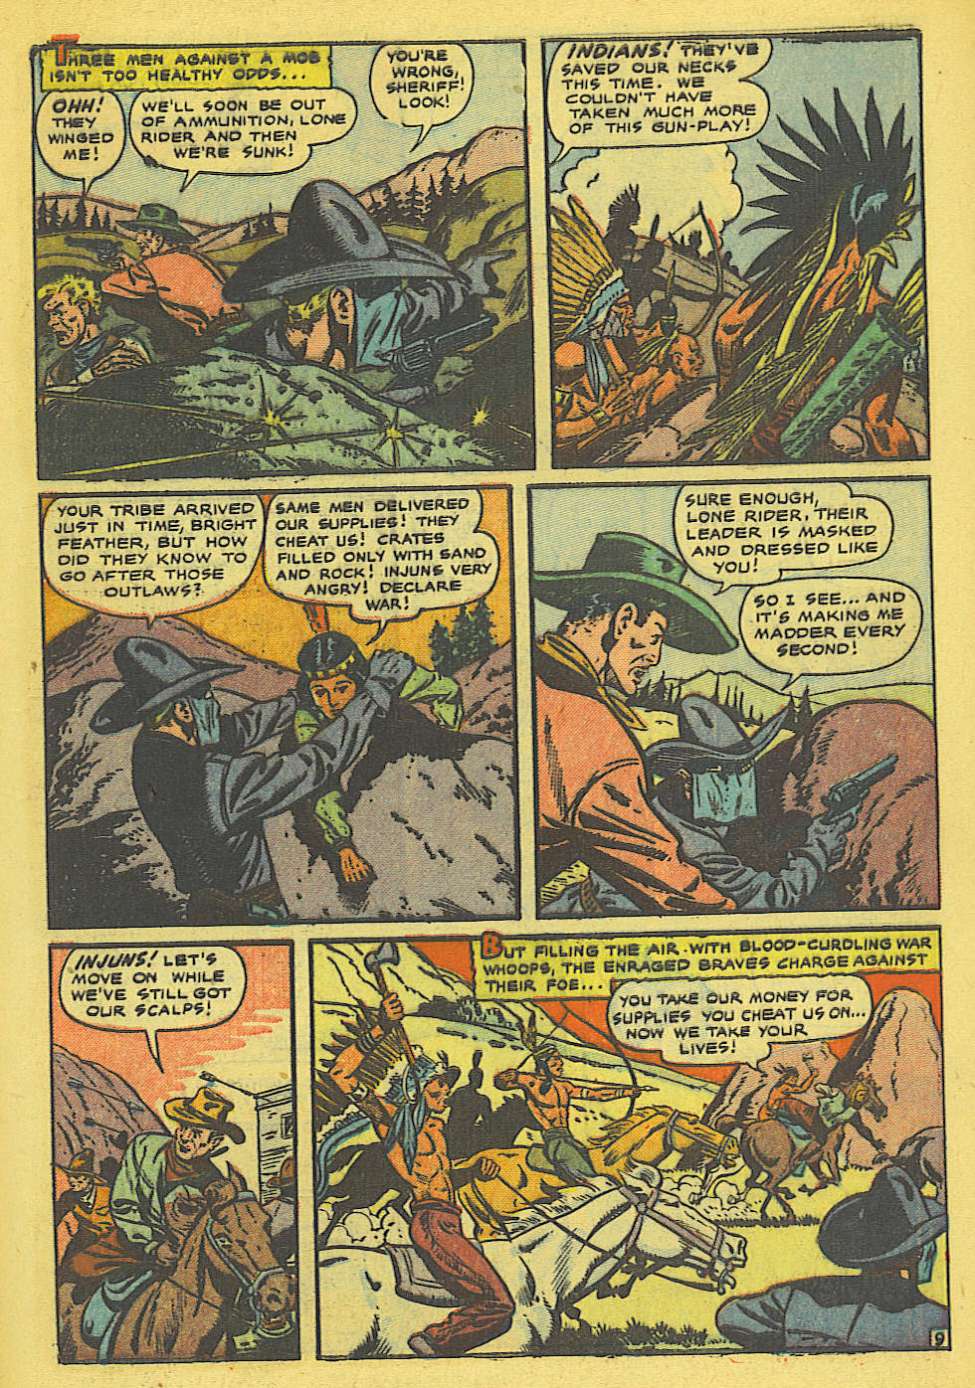 THREE MEN AGAINST A MOB
ISN'T TOO HEALTHY ODDS...
OHH!
THEY
WINGED
ME!
WE'LL SOON BE OUT
OF AMMUNITION, LONE
RIDER AND THEN
WE'RE SUNK!
YOU'RE
WRONG,
SHERIFF!
LOOK!
INDIANS! THEY'VE
SAVED OUR NECKS
THIS TIME. WE
COULDN'T HAVE
TAKEN MUCH MORE
OF THIS GUN-PLAY!
YOUR TRIBE ARRIVED
JUST IN TIME, BRIGHT
FEATHER, BUT HOW
DID THEY KNOW TO
GO AFTER THOSE
OUTLAWS?
SAME MEN DELIVERED
OUR SUPPLIES! THEY
CHEAT US! CRATES
FILLED ONLY WITH SAND
AND ROCK! INJUNS VERY
ANGRY! DECLARE
WAR!
SURE ENOUGH,
LONE RIDER, THEIR
LEADER IS MASKED
AND DRESSED LIKE
YOU!
SO I SEE... AND
IT'S MAKING ME
MADDER EVERY
SECOND!
INJUNS! LET'S
MOVE ON WHILE
WE'VE STILL GOT
OUR SCALPS!
BUT FILLING THE AIR WITH BLOOD-CURDLING WAR
WHOOPS, THE ENRAGED BRAVES CHARGE AGAINST
THEIR FOE...
YOU TAKE OUR MONEY FOR
SUPPLIES YOU CHEAT US ON...
NOW WE TAKE YOUR
LIVES!
9